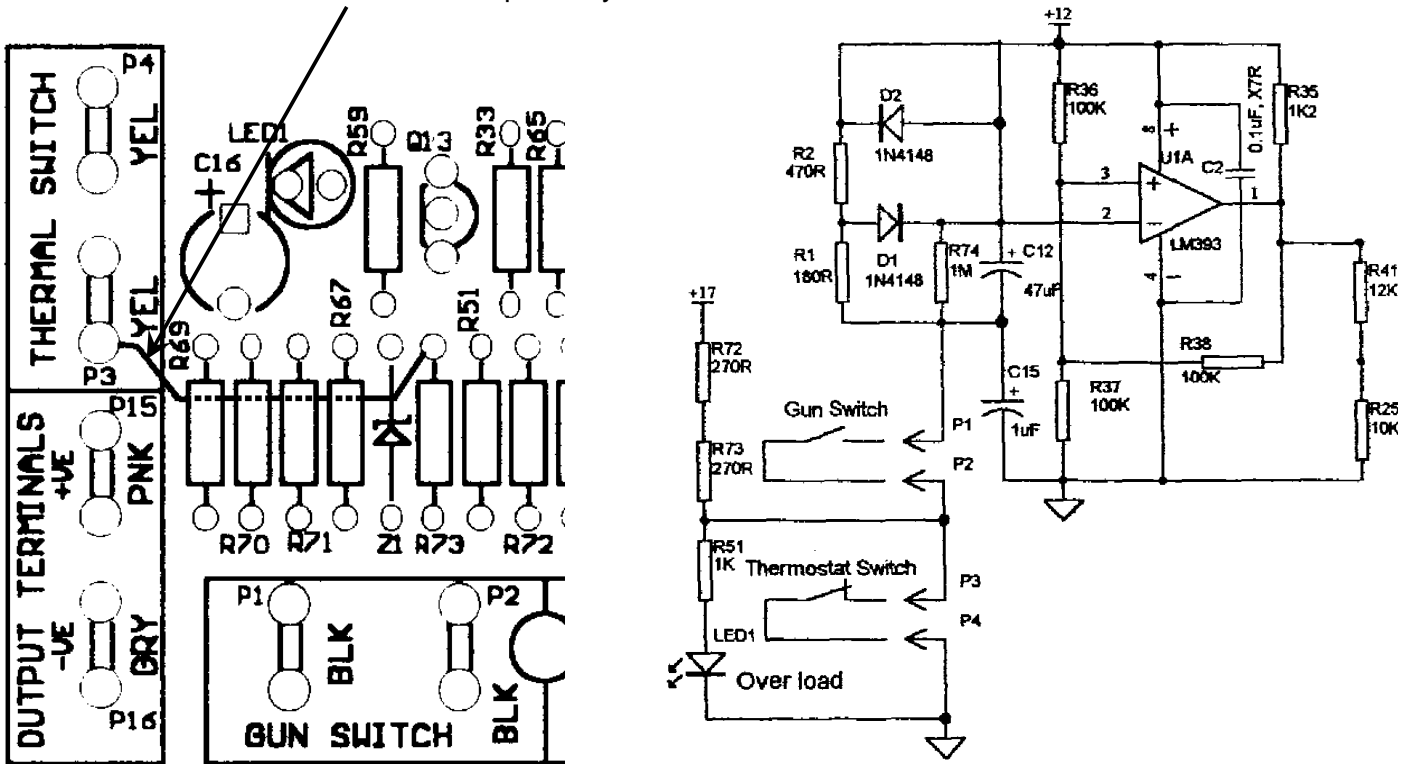 P4
THERMAL SWITCH
YEL
YEL
P3
LED1
C16
+
R59
Q13
R33
R65
R69
R67
R51
P15
OUTPUT TERMINALS
+VE
PNK
-VE
GRY
P16
R70
R71
Z1
R73
R72
P1
BLK
P2
BLK
GUN SWITCH
+12
R36
100K
R35
1K2
0.1uF, X7R
D2
1N4148
R2
470R
8
+
U1A
C2
3
+
1
2
-
LM393
R1
180R
D1
1N4148
R74
1M
+ C12
47uF
4
-
R41
12K
+17
R72
270R
R38
100K
C15
+
1uF
R37
100K
R25
10K
Gun Switch
P1
R73
270R
P2
R51
1K
Thermostat Switch
P3
P4
LED1
Over load